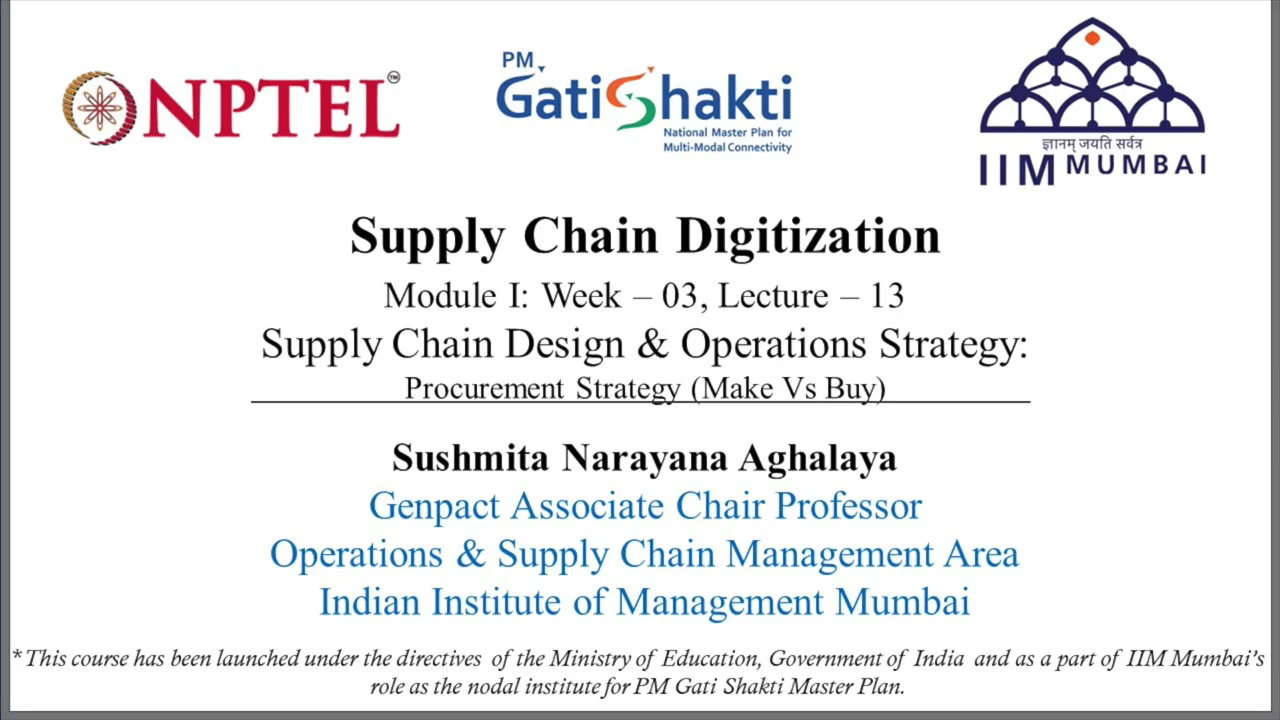 NPTEL™
PM
GatiShakti
National Master Plan for
Multi-Modal Connectivity
ज्ञानम् जयति सर्वत्र
IIM MUMBAI
Supply Chain Digitization
Module I: Week – 03, Lecture – 13
Supply Chain Design & Operations Strategy:
Procurement Strategy (Make Vs Buy)
Sushmita Narayana Aghalaya
Genpact Associate Chair Professor
Operations & Supply Chain Management Area
Indian Institute of Management Mumbai
*This course has been launched under the directives of the Ministry of Education, Government of India and as a part of IIM Mumbai's
role as the nodal institute for PM Gati Shakti Master Plan.